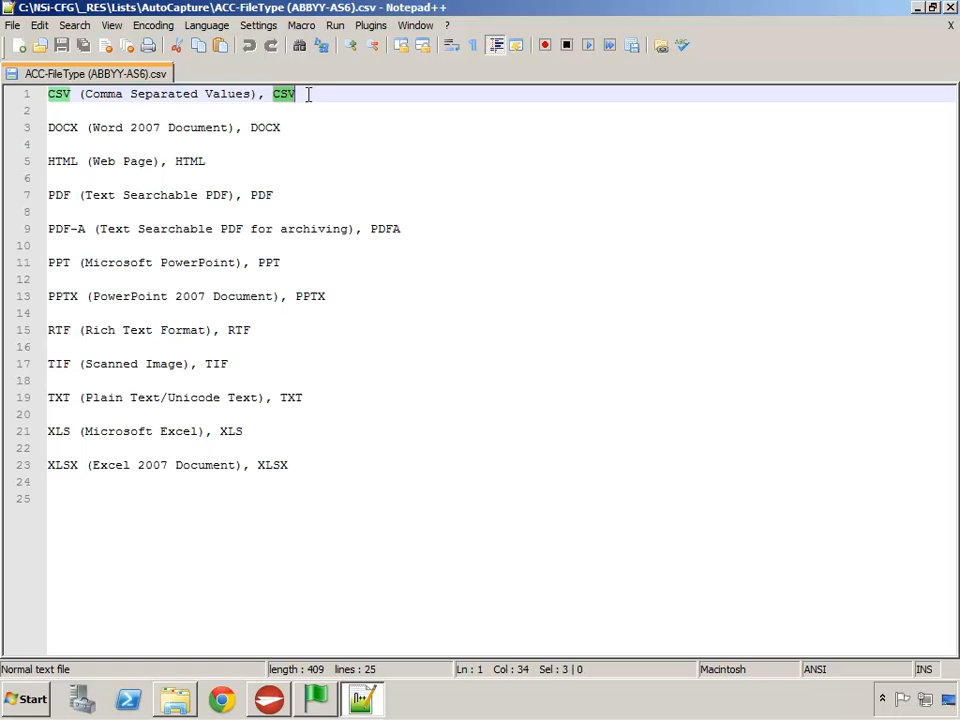 C:\NSi-CFG\_RES\Lists\AutoCapture\ACC-FileType (ABBYY-AS6).csv - Notepad++
File Edit Search View Encoding Language Settings Macro Run Plugins Window ? X
ACC-FileType (ABBYY-AS6).csv
1 CSV (Comma Separated Values), CSV
2
3 DOCX (Word 2007 Document), DOCX
4
5 HTML (Web Page), HTML
6
7 PDF (Text Searchable PDF), PDF
8
9 PDF-A (Text Searchable PDF for archiving), PDFA
10
11 PPT (Microsoft PowerPoint), PPT
12
13 PPTX (PowerPoint 2007 Document), PPTX
14
15 RTF (Rich Text Format), RTF
16
17 TIF (Scanned Image), TIF
18
19 TXT (Plain Text/Unicode Text), TXT
20
21 XLS (Microsoft Excel), XLS
22
23 XLSX (Excel 2007 Document), XLSX
24
25
Normal text file length : 409 lines : 25 Ln : 1 Col : 34 Sel : 3 | 0 Macintosh ANSI INS
Start